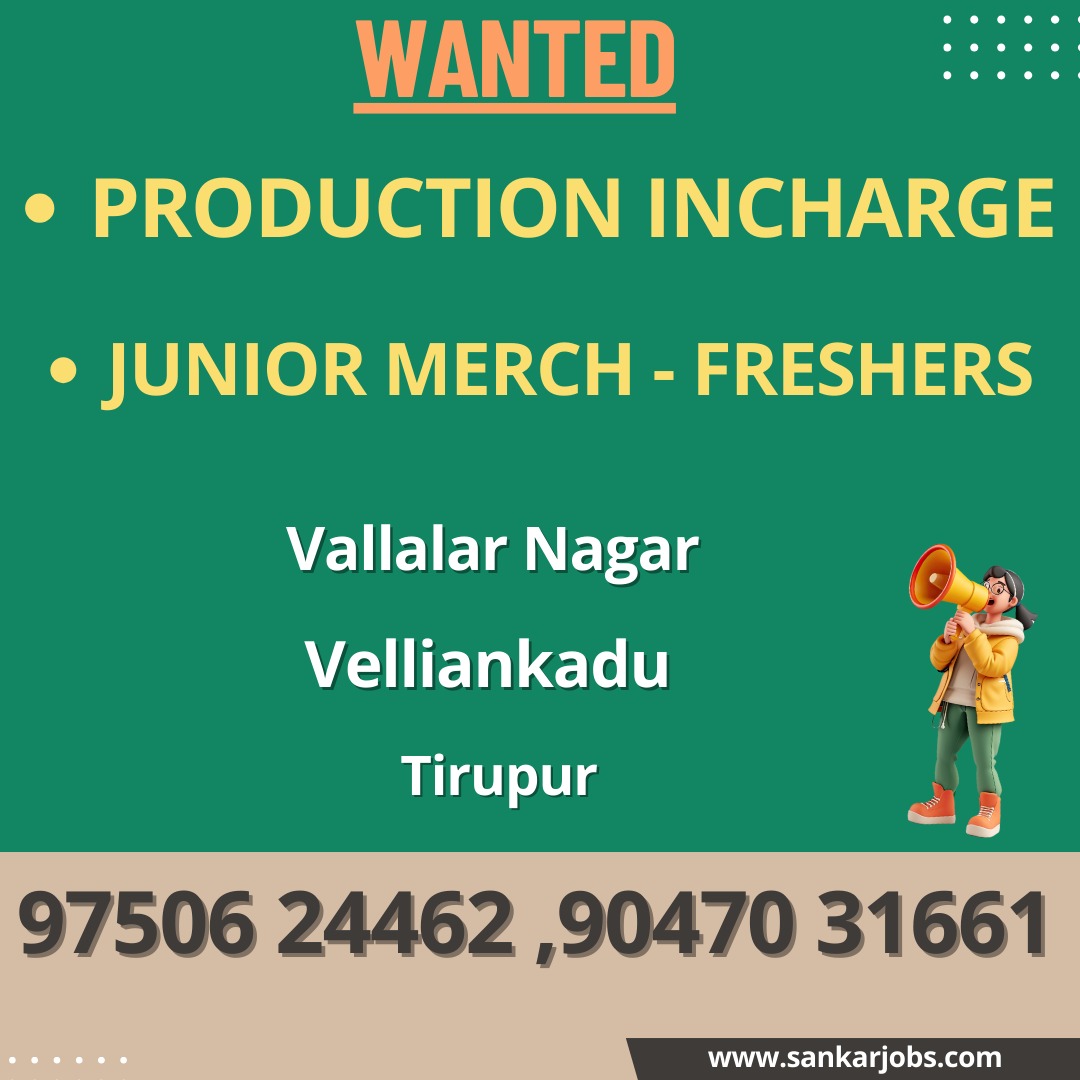 WANTED
• PRODUCTION INCHARGE
• JUNIOR MERCH - FRESHERS
Vallalar Nagar
Velliankadu
Tirupur
97506 24462 ,90470 31661
www.sankarjobs.com